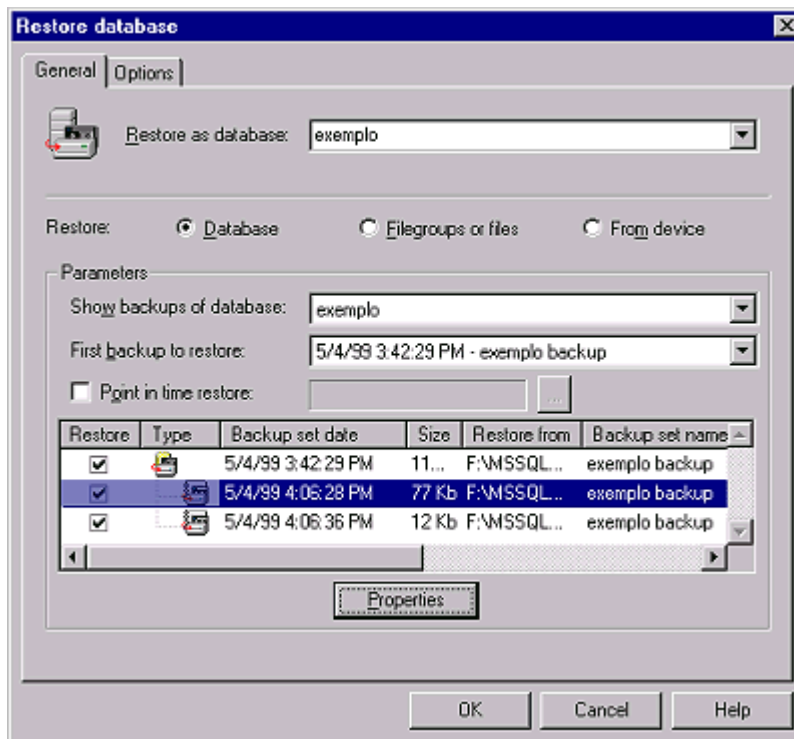 Restore database
General Options
Restore as database: exemplo
Restore: Database Filegroups or files From device
Parameters
Show backups of database: exemplo
First backup to restore: 5/4/99 3:42:29 PM - exemplo backup
Point in time restore: ...
Restore Type Backup set date Size Restore from Backup set name
5/4/99 3:42:29 PM 11... F:\MSSQL... exemplo backup
5/4/99 4:06:28 PM 77 Kb F:\MSSQL... exemplo backup
5/4/99 4:06:36 PM 12 Kb F:\MSSQL... exemplo backup
Properties
OK Cancel Help